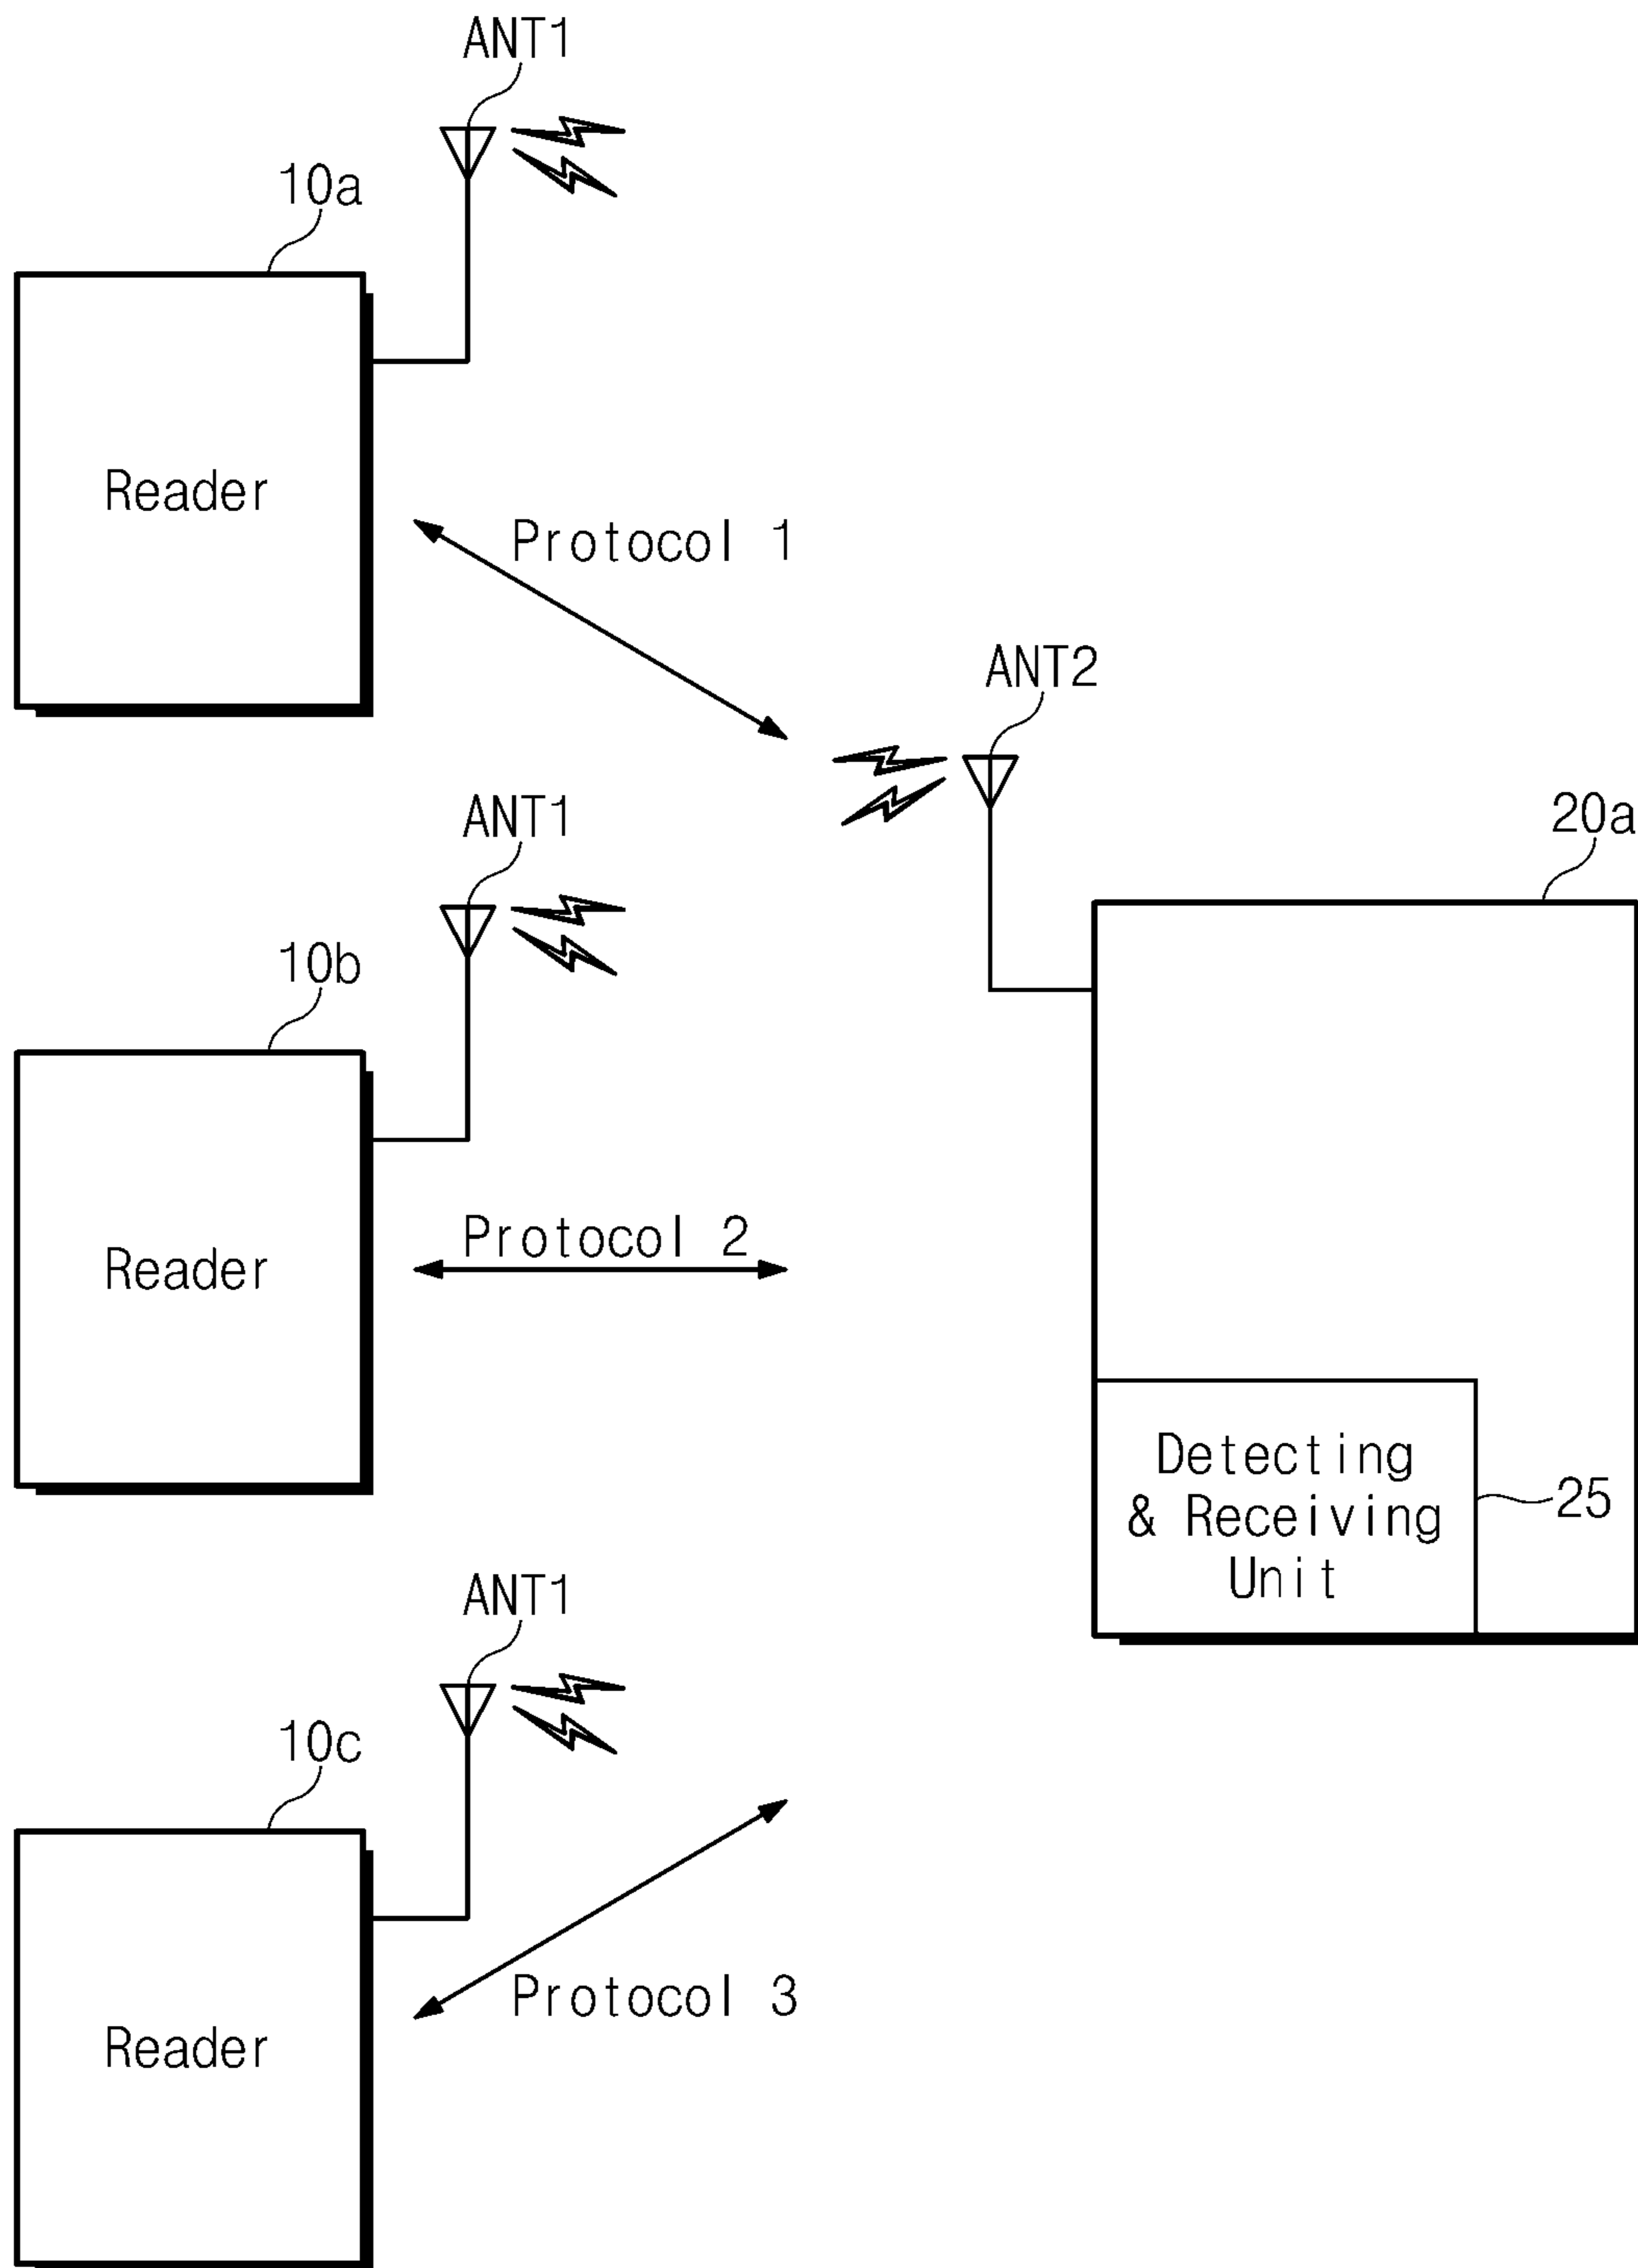 ANT1
10a
Reader
Protocol 1
ANT2
ANT1
20a
10b
Reader
Protocol 2
Detecting
& Receiving
Unit
25
ANT1
10c
Reader
Protocol 3